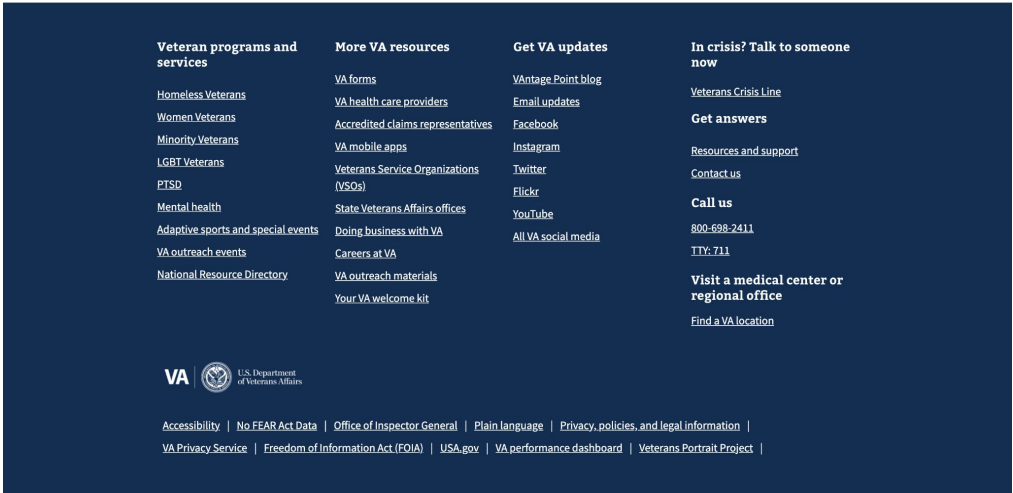 Veteran programs and
services
Homeless Veterans
Women Veterans
Minority Veterans
LGBT Veterans
PTSD
Mental health
Adaptive sports and special events
VA outreach events
National Resource Directory
More VA resources
VA forms
VA health care providers
Accredited claims representatives
VA mobile apps
Veterans Service Organizations
(VSOs)
State Veterans Affairs offices
Doing business with VA
Careers at VA
VA outreach materials
Your VA welcome kit
Get VA updates
VAntage Point blog
Email updates
Facebook
Instagram
Twitter
Flickr
YouTube
All VA social media
In crisis? Talk to someone
now
Veterans Crisis Line
Get answers
Resources and support
Contact us
Call us
800-698-2411
TTY: 711
Visit a medical center or
regional office
Find a VA location
VA
U.S. Department
of Veterans Affairs
Accessibility | No FEAR Act Data | Office of Inspector General | Plain language | Privacy, policies, and legal information |
VA Privacy Service | Freedom of Information Act (FOIA) | USA.gov | VA performance dashboard | Veterans Portrait Project |